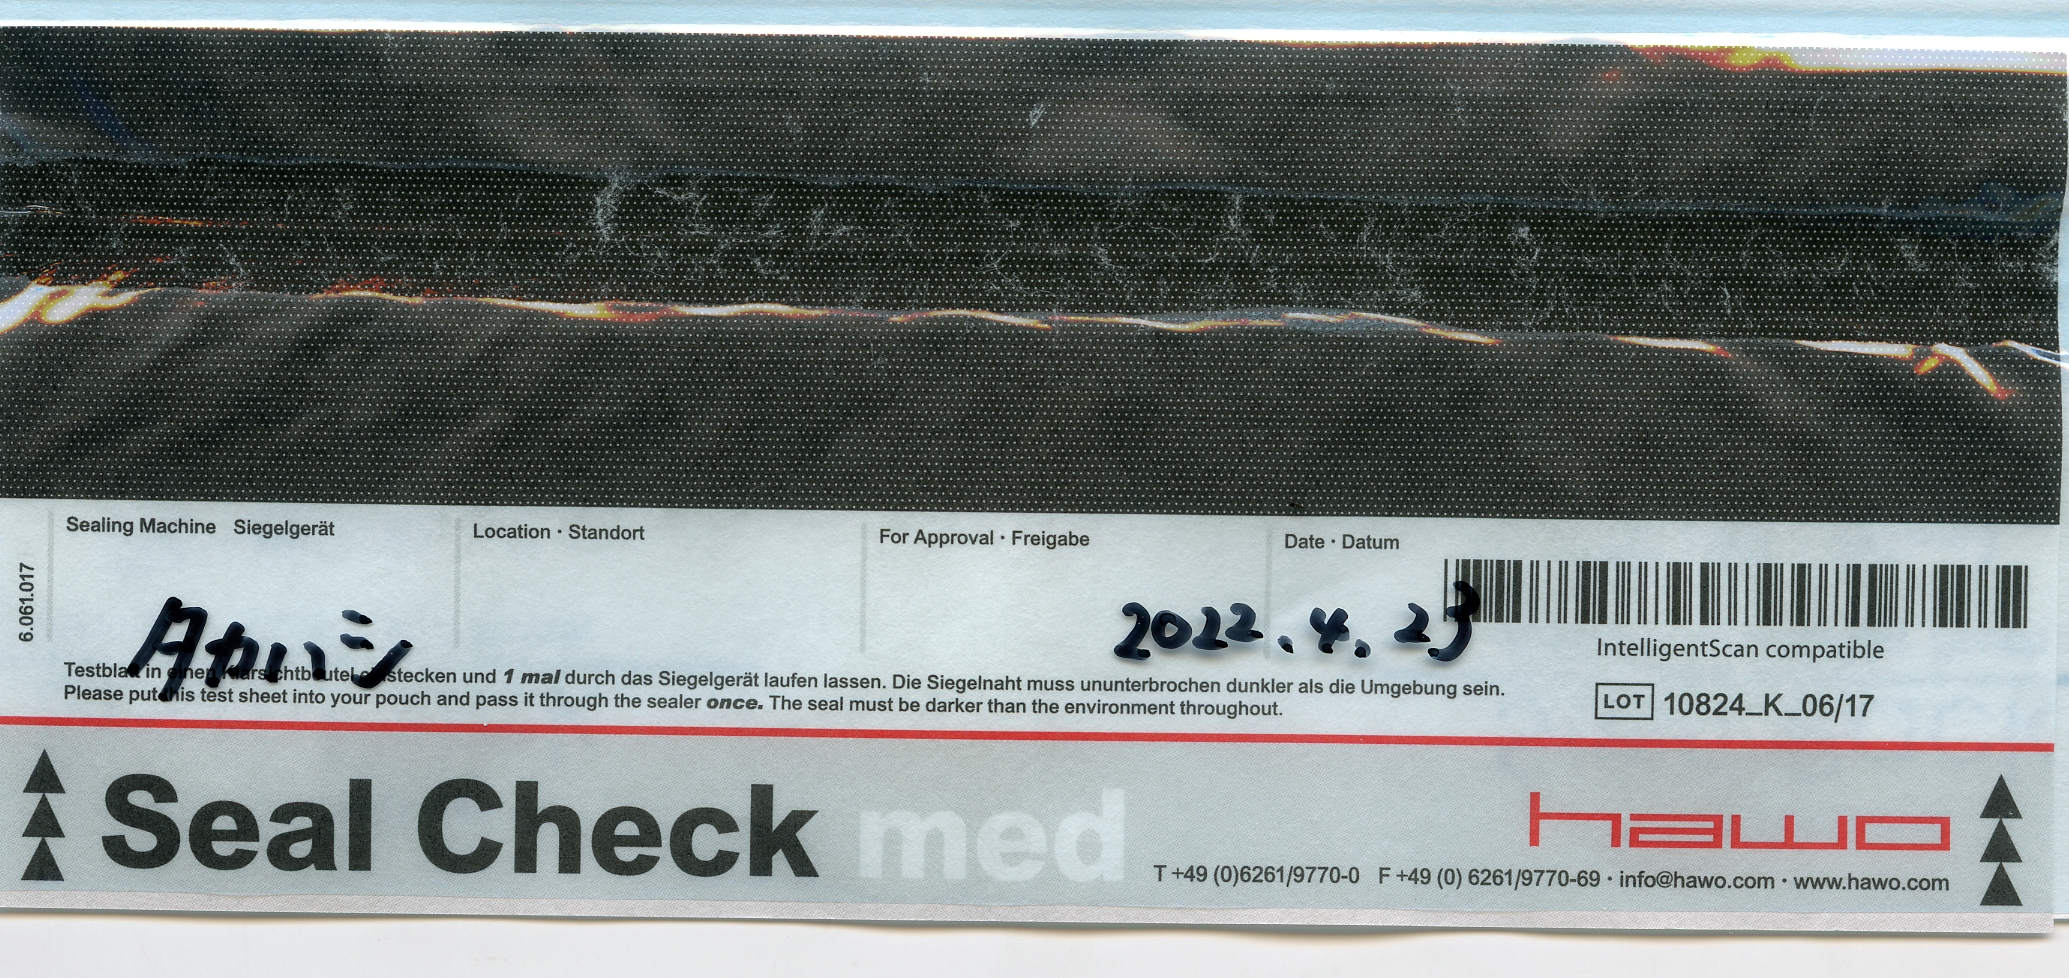 Sealing Machine Siegelgerät
Location · Standort
For Approval · Freigabe
Date · Datum
6.061.017
タカハシ
2022.4.23
IntelligentScan compatible
Testblatt in einen Klarsichtbeutel einstecken und 1 mal durch das Siegelgerät laufen lassen. Die Siegelnaht muss ununterbrochen dunkler als die Umgebung sein.
Please put this test sheet into your pouch and pass it through the sealer once. The seal must be darker than the environment throughout.
LOT 10824_K_06/17
Seal Check med
hawo
T +49 (0)6261/9770-0 F +49 (0) 6261/9770-69 · info@hawo.com · www.hawo.com